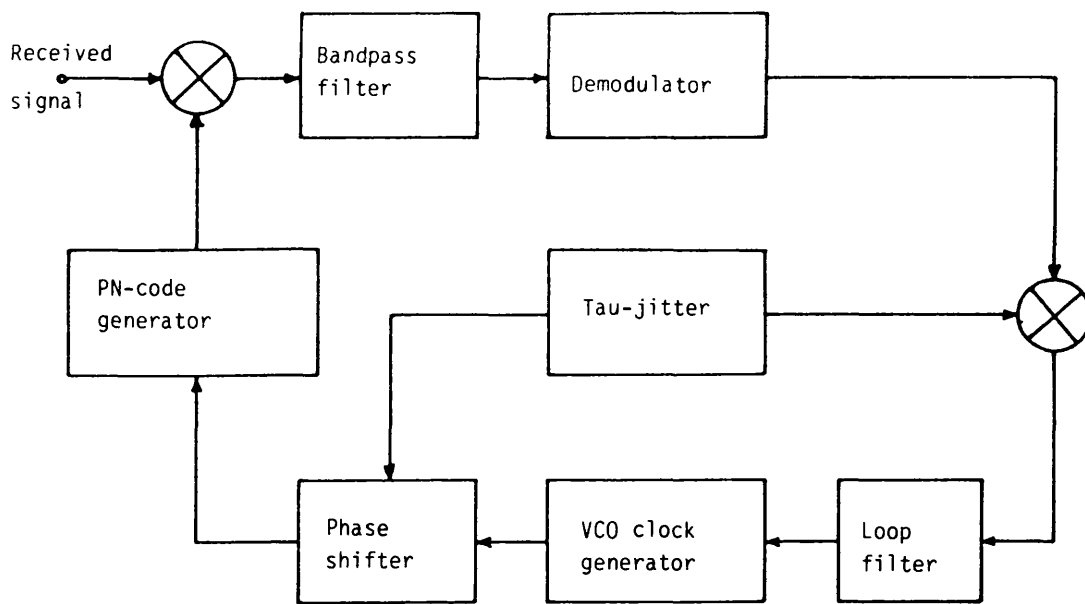 Received
signal
Bandpass
filter
Demodulator
PN-code
generator
Tau-jitter
Phase
shifter
VCO clock
generator
Loop
filter